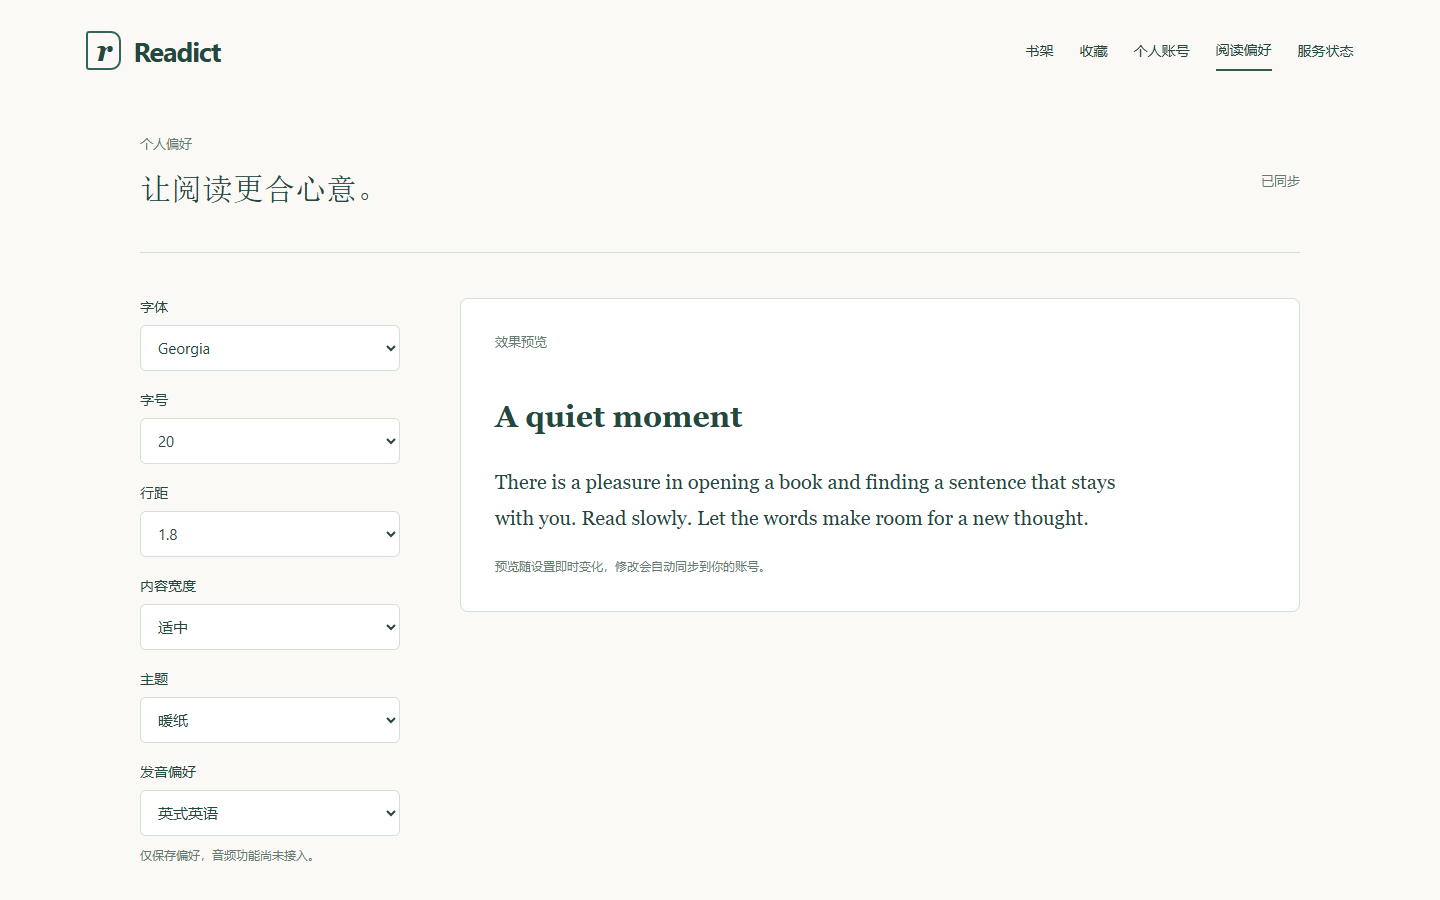 r Readict
书架 收藏 个人账号 阅读偏好 服务状态
个人偏好
让阅读更合心意。
已同步
字体
Georgia
字号
20
行距
1.8
内容宽度
适中
主题
暖纸
发音偏好
英式英语
仅保存偏好，音频功能尚未接入。
效果预览
A quiet moment
There is a pleasure in opening a book and finding a sentence that stays
with you. Read slowly. Let the words make room for a new thought.
预览随设置即时变化，修改会自动同步到你的账号。